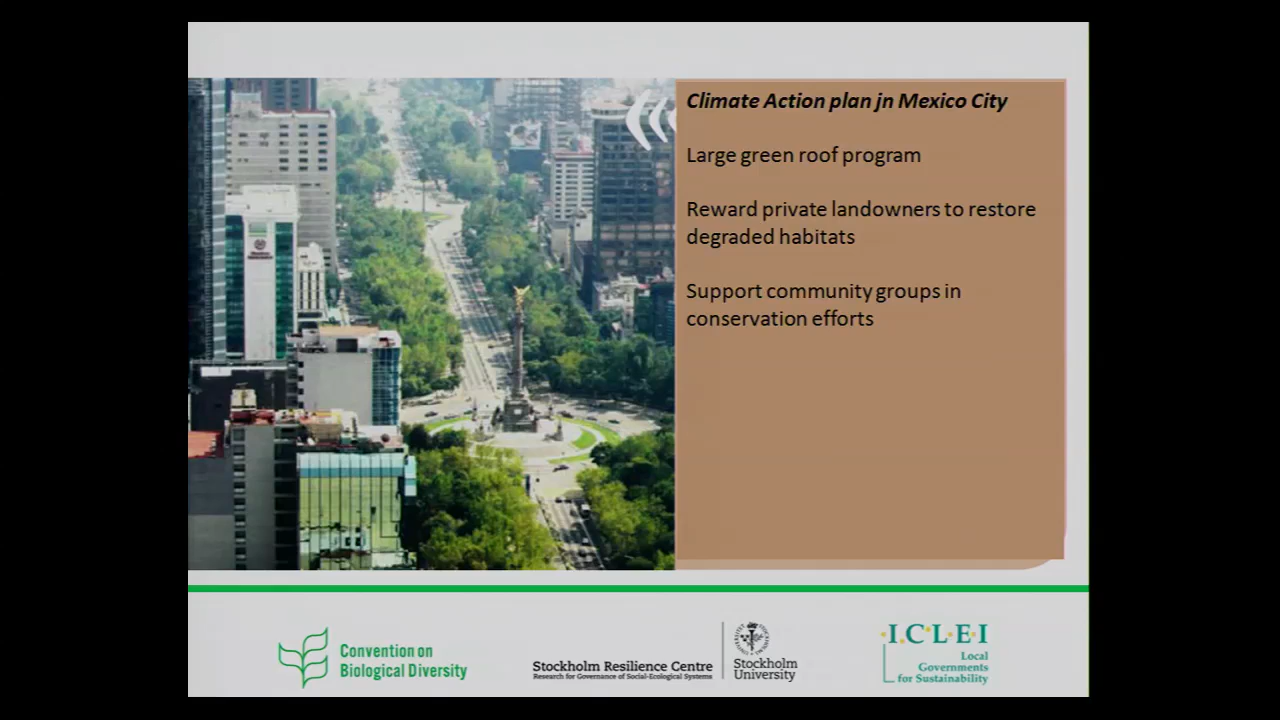 Climate Action plan jn Mexico City
Large green roof program
Reward private landowners to restore
degraded habitats
Support community groups in
conservation efforts
Convention on
Biological Diversity
Stockholm Resilience Centre
Research for Governance of Social-Ecological Systems
Stockholm
University
I.C.L.E.I
Local
Governments
for Sustainability